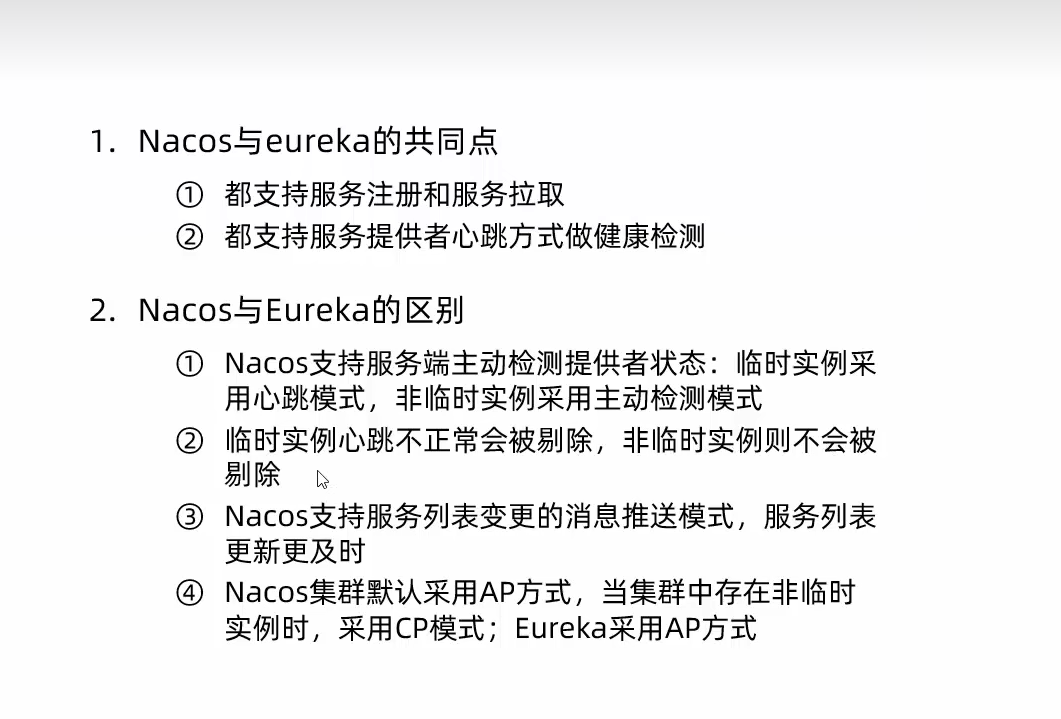 1. Nacos与eureka的共同点
① 都支持服务注册和服务拉取
② 都支持服务提供者心跳方式做健康检测
2. Nacos与Eureka的区别
① Nacos支持服务端主动检测提供者状态：临时实例采
用心跳模式，非临时实例采用主动检测模式
② 临时实例心跳不正常会被剔除，非临时实例则不会被
剔除
③ Nacos支持服务列表变更的消息推送模式，服务列表
更新更及时
④ Nacos集群默认采用AP方式，当集群中存在非临时
实例时，采用CP模式；Eureka采用AP方式